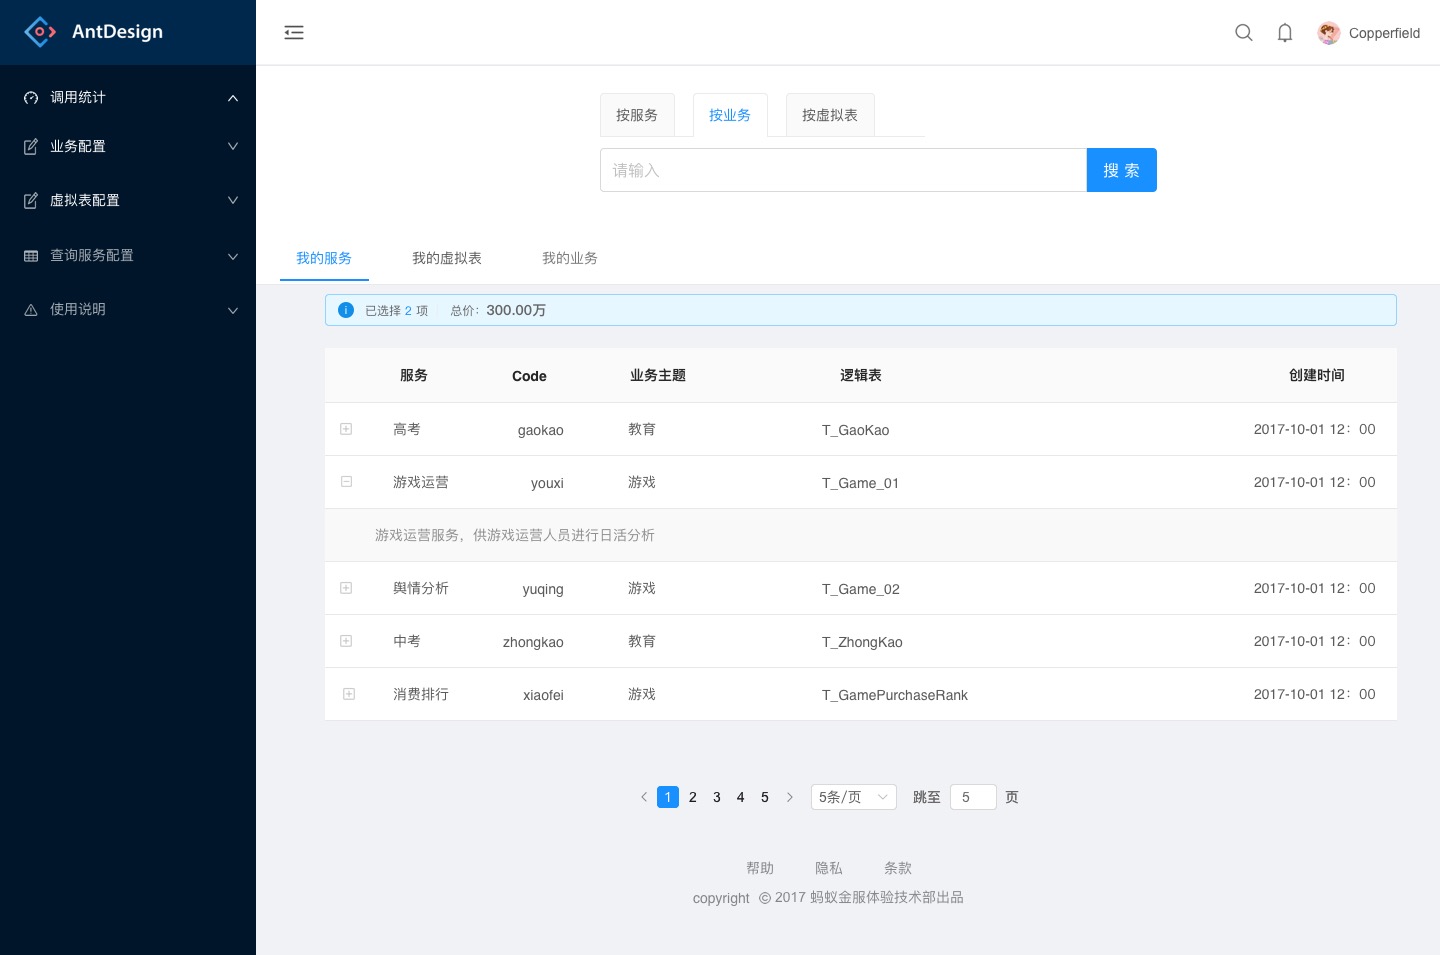 AntDesign
Copperfield
调用统计
业务配置
虚拟表配置
查询服务配置
使用说明
按服务 按业务 按虚拟表
请输入 搜 索
我的服务 我的虚拟表 我的业务
已选择 2 项 总价：300.00万
服务 Code 业务主题 逻辑表 创建时间
高考 gaokao 教育 T_GaoKao 2017-10-01 12：00
游戏运营 youxi 游戏 T_Game_01 2017-10-01 12：00
游戏运营服务，供游戏运营人员进行日活分析
舆情分析 yuqing 游戏 T_Game_02 2017-10-01 12：00
中考 zhongkao 教育 T_ZhongKao 2017-10-01 12：00
消费排行 xiaofei 游戏 T_GamePurchaseRank 2017-10-01 12：00
1 2 3 4 5 5条/页 跳至 5 页
帮助 隐私 条款
copyright © 2017 蚂蚁金服体验技术部出品